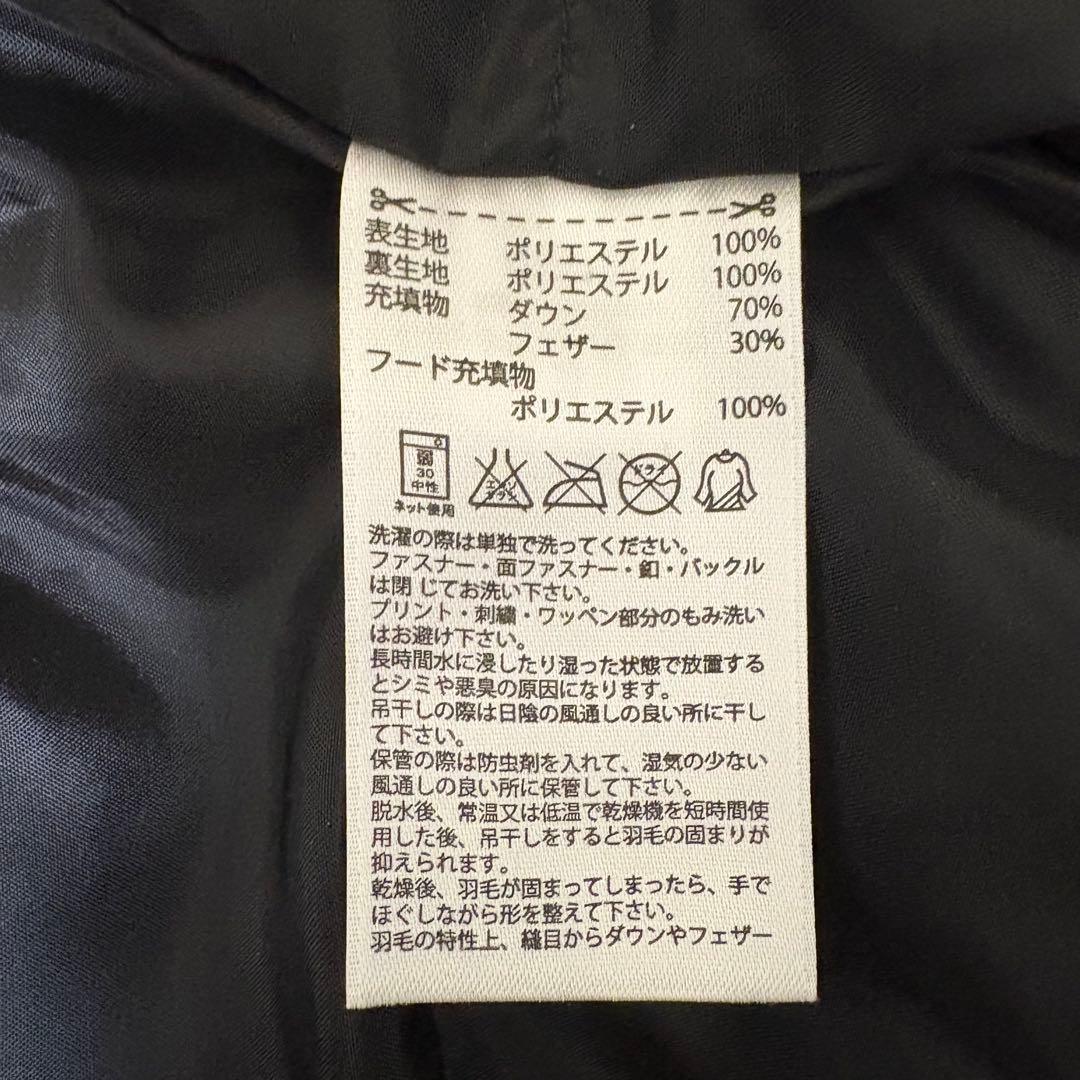 表生地 ポリエステル 100%
裏生地 ポリエステル 100%
充填物 ダウン 70%
フェザー 30%
フード充填物
ポリエステル 100%
弱
30
中性
ネット使用
エンソ
サラシ
ドライ
洗濯の際は単独で洗ってください。
ファスナー・面ファスナー・釦・バックル
は閉じてお洗い下さい。
プリント・刺繍・ワッペン部分のもみ洗い
はお避け下さい。
長時間水に浸したり湿った状態で放置する
とシミや悪臭の原因になります。
吊干しの際は日陰の風通しの良い所に干し
て下さい。
保管の際は防虫剤を入れて、湿気の少ない
風通しの良い所に保管して下さい。
脱水後、常温又は低温で乾燥機を短時間使
用した後、吊干しをすると羽毛の固まりが
抑えられます。
乾燥後、羽毛が固まってしまったら、手で
ほぐしながら形を整えて下さい。
羽毛の特性上、縫目からダウンやフェザー